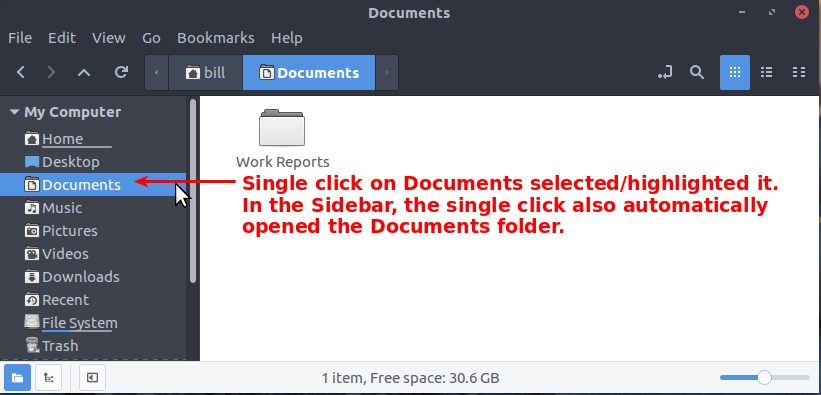 Documents
File Edit View Go Bookmarks Help
bill Documents
My Computer
Home
Desktop
Documents
Music
Pictures
Videos
Downloads
Recent
File System
Trash
Work Reports
Single click on Documents selected/highlighted it.
In the Sidebar, the single click also automatically
opened the Documents folder.
1 item, Free space: 30.6 GB